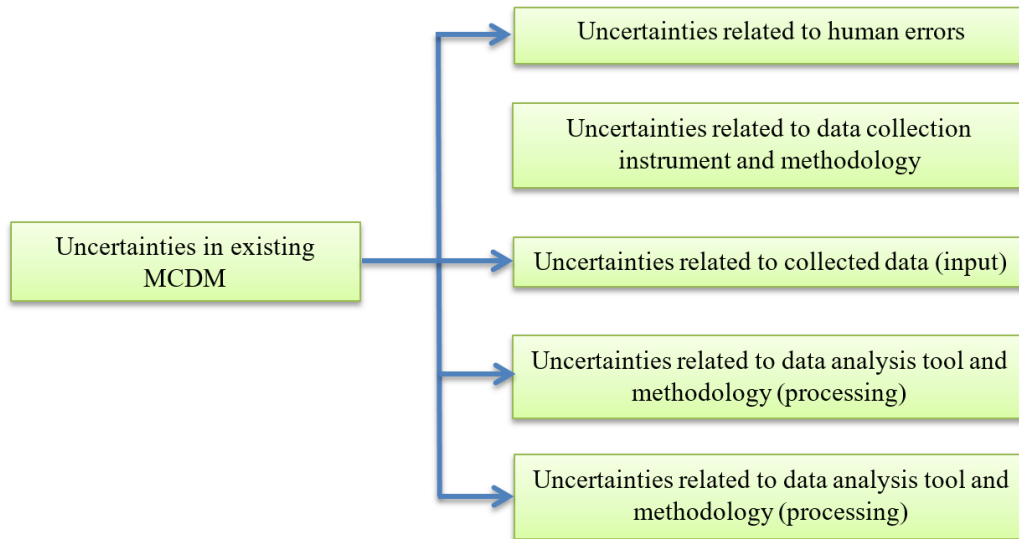 Uncertainties related to human errors
Uncertainties related to data collection
instrument and methodology
Uncertainties in existing
MCDM
Uncertainties related to collected data (input)
Uncertainties related to data analysis tool and
methodology (processing)
Uncertainties related to data analysis tool and
methodology (processing)